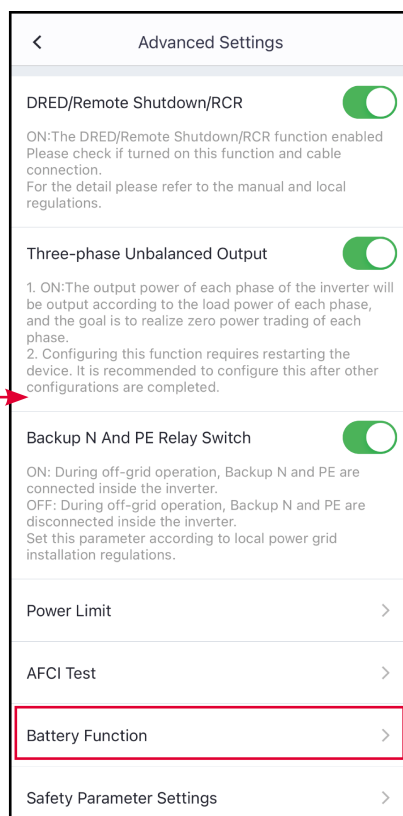 Advanced Settings
DRED/Remote Shutdown/RCR
ON:The DRED/Remote Shutdown/RCR function enabled
Please check if turned on this function and cable
connection.
For the detail please refer to the manual and local
regulations.
Three-phase Unbalanced Output
1. ON:The output power of each phase of the inverter will
be output according to the load power of each phase,
and the goal is to realize zero power trading of each
phase.
2. Configuring this function requires restarting the
device. It is recommended to configure this after other
configurations are completed.
Backup N And PE Relay Switch
ON: During off-grid operation, Backup N and PE are
connected inside the inverter.
OFF: During off-grid operation, Backup N and PE are
disconnected inside the inverter.
Set this parameter according to local power grid
installation regulations.
Power Limit
AFCI Test
Battery Function
Safety Parameter Settings